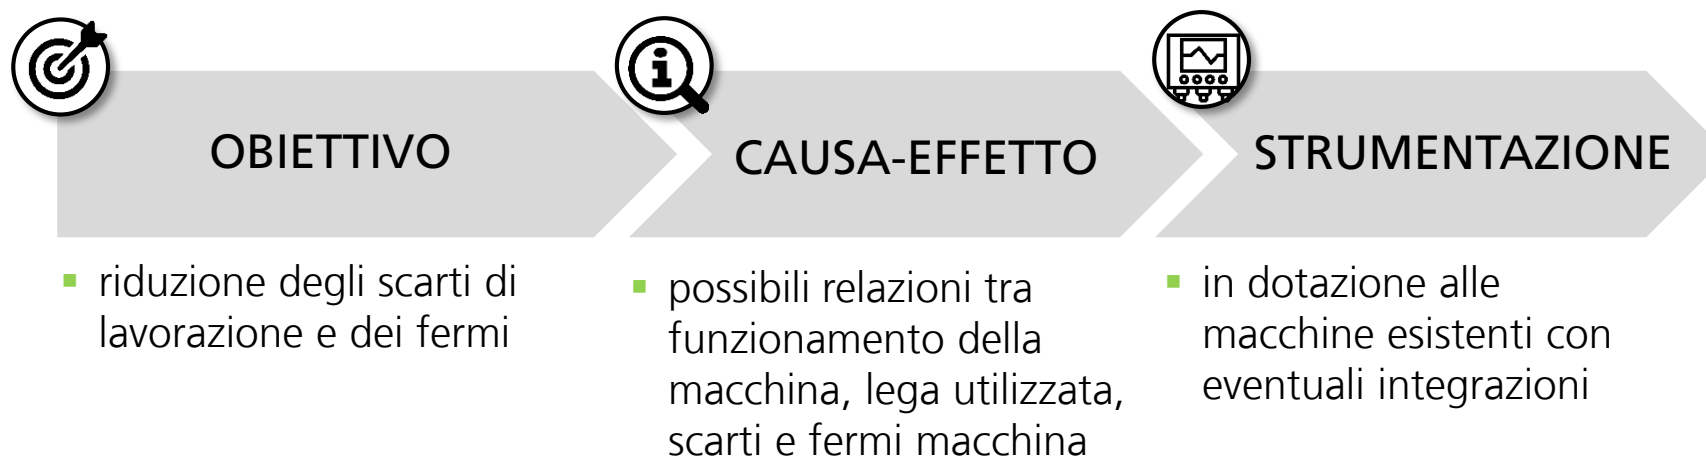 OBIETTIVO
▪ riduzione degli scarti di
lavorazione e dei fermi
CAUSA-EFFETTO
▪ possibili relazioni tra
funzionamento della
macchina, lega utilizzata,
scarti e fermi macchina
STRUMENTAZIONE
▪ in dotazione alle
macchine esistenti con
eventuali integrazioni